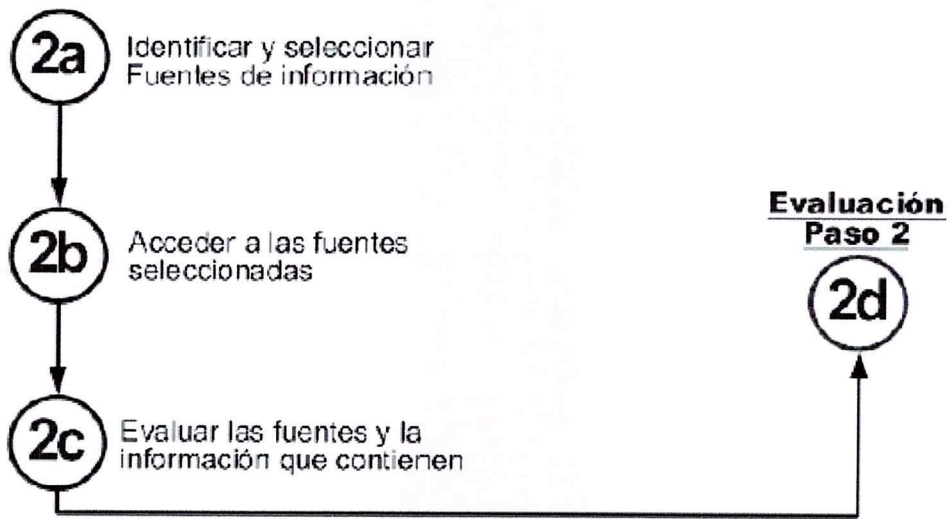 2a
Identificar y seleccionar
Fuentes de información
2b
Acceder a las fuentes
seleccionadas
2c
Evaluar las fuentes y la
información que contienen
Evaluación
Paso 2
2d